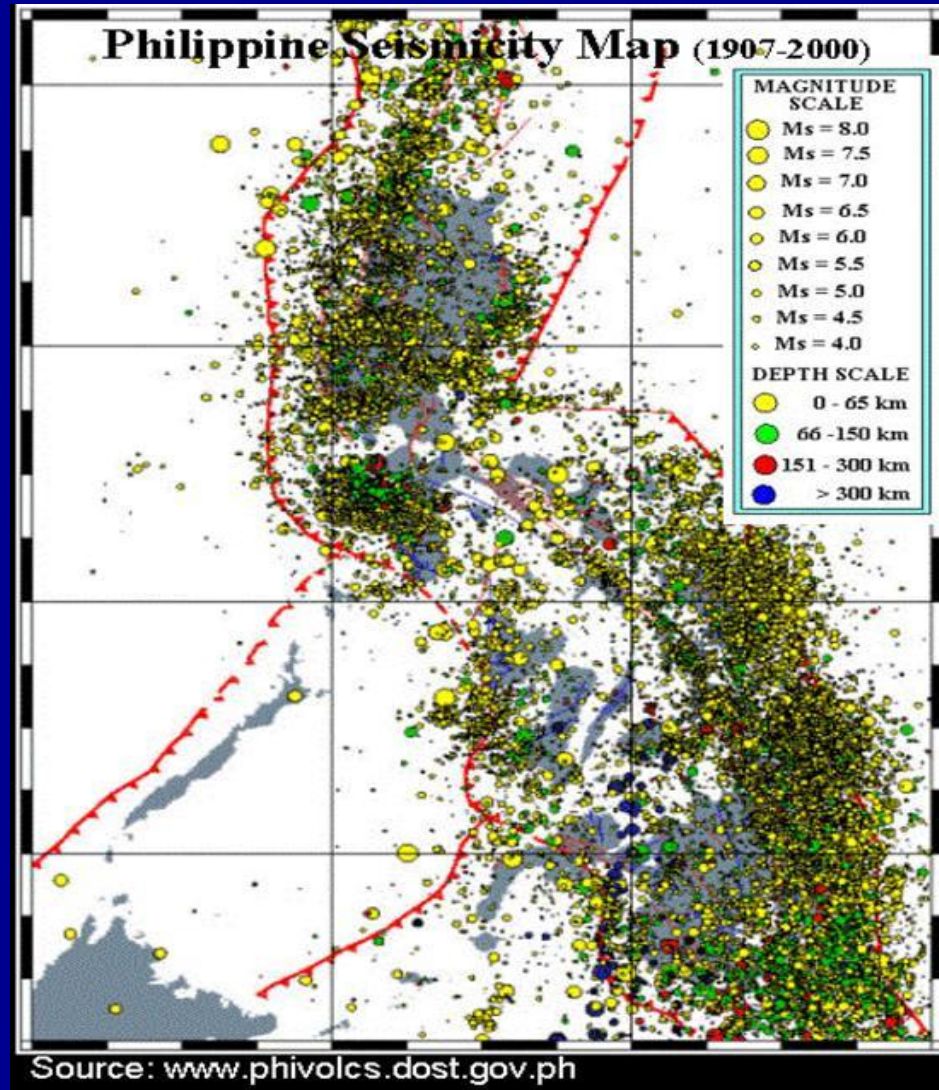 Philippine Seismicity Map (1907-2000)
MAGNITUDE
SCALE
Ms = 8.0
Ms = 7.5
Ms = 7.0
Ms = 6.5
Ms = 6.0
Ms = 5.5
Ms = 5.0
Ms = 4.5
Ms = 4.0
DEPTH SCALE
0 - 65 km
66 -150 km
151 - 300 km
> 300 km
Source: www.phivolcs.dost.gov.ph